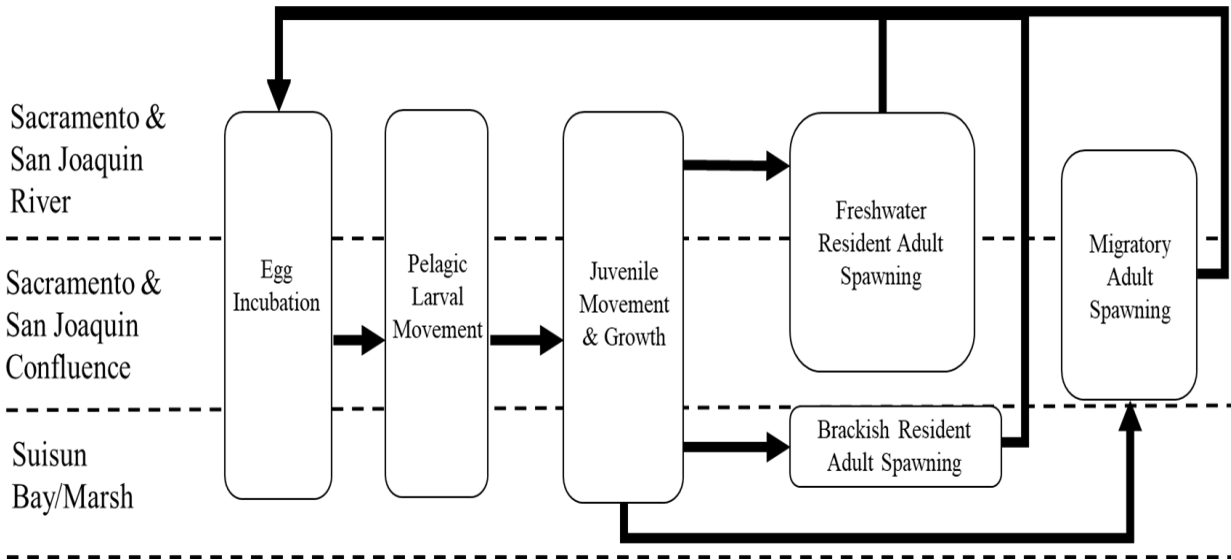 Sacramento &
San Joaquin
River
Sacramento &
San Joaquin
Confluence
Suisun
Bay/Marsh
Egg
Incubation
Pelagic
Larval
Movement
Juvenile
Movement
& Growth
Freshwater
Resident Adult
Spawning
Brackish Resident
Adult Spawning
Migratory
Adult
Spawning